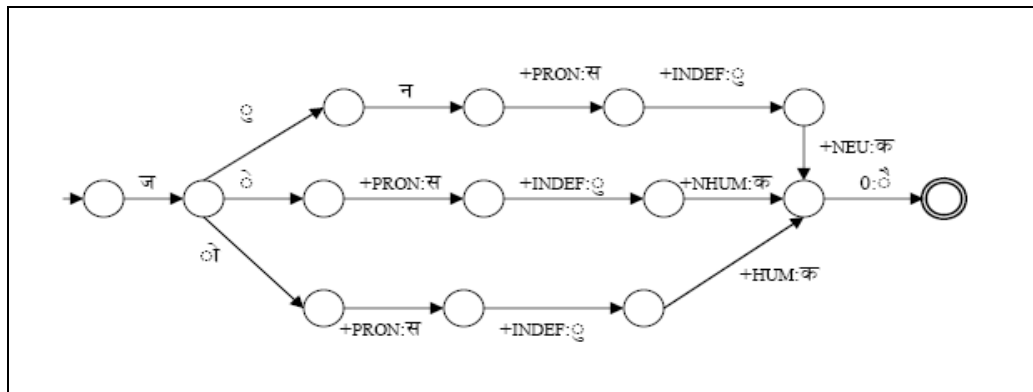 +PRON:स +INDEF:ु
ु न
+NEU:क
ज े +PRON:स +INDEF:ु +NHUM:क 0:ै
ो
+HUM:क
+PRON:स +INDEF:ु